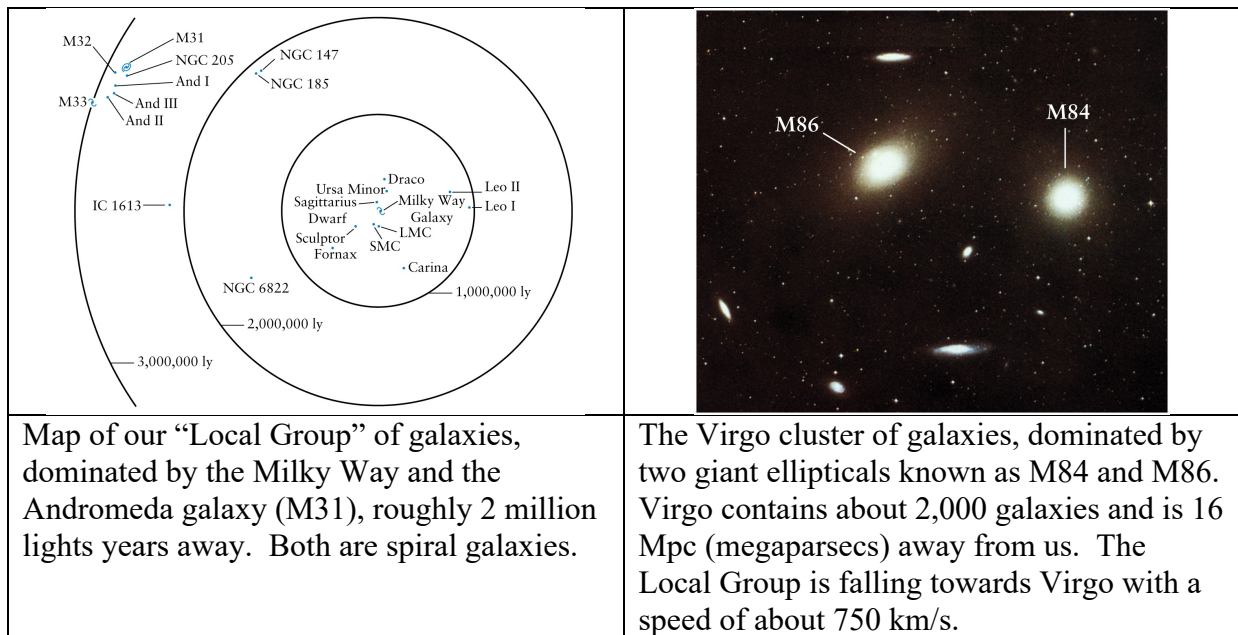 M32
M31
NGC 205
And I
M33
And III
And II
NGC 147
NGC 185
IC 1613
Draco
Ursa Minor
Sagittarius
Dwarf
Milky Way
Galaxy
Leo II
Leo I
Sculptor
Fornax
LMC
SMC
Carina
NGC 6822
1,000,000 ly
2,000,000 ly
3,000,000 ly
M86
M84
Map of our “Local Group” of galaxies,
dominated by the Milky Way and the
Andromeda galaxy (M31), roughly 2 million
lights years away.  Both are spiral galaxies.
The Virgo cluster of galaxies, dominated by
two giant ellipticals known as M84 and M86.
Virgo contains about 2,000 galaxies and is 16
Mpc (megaparsecs) away from us.  The
Local Group is falling towards Virgo with a
speed of about 750 km/s.